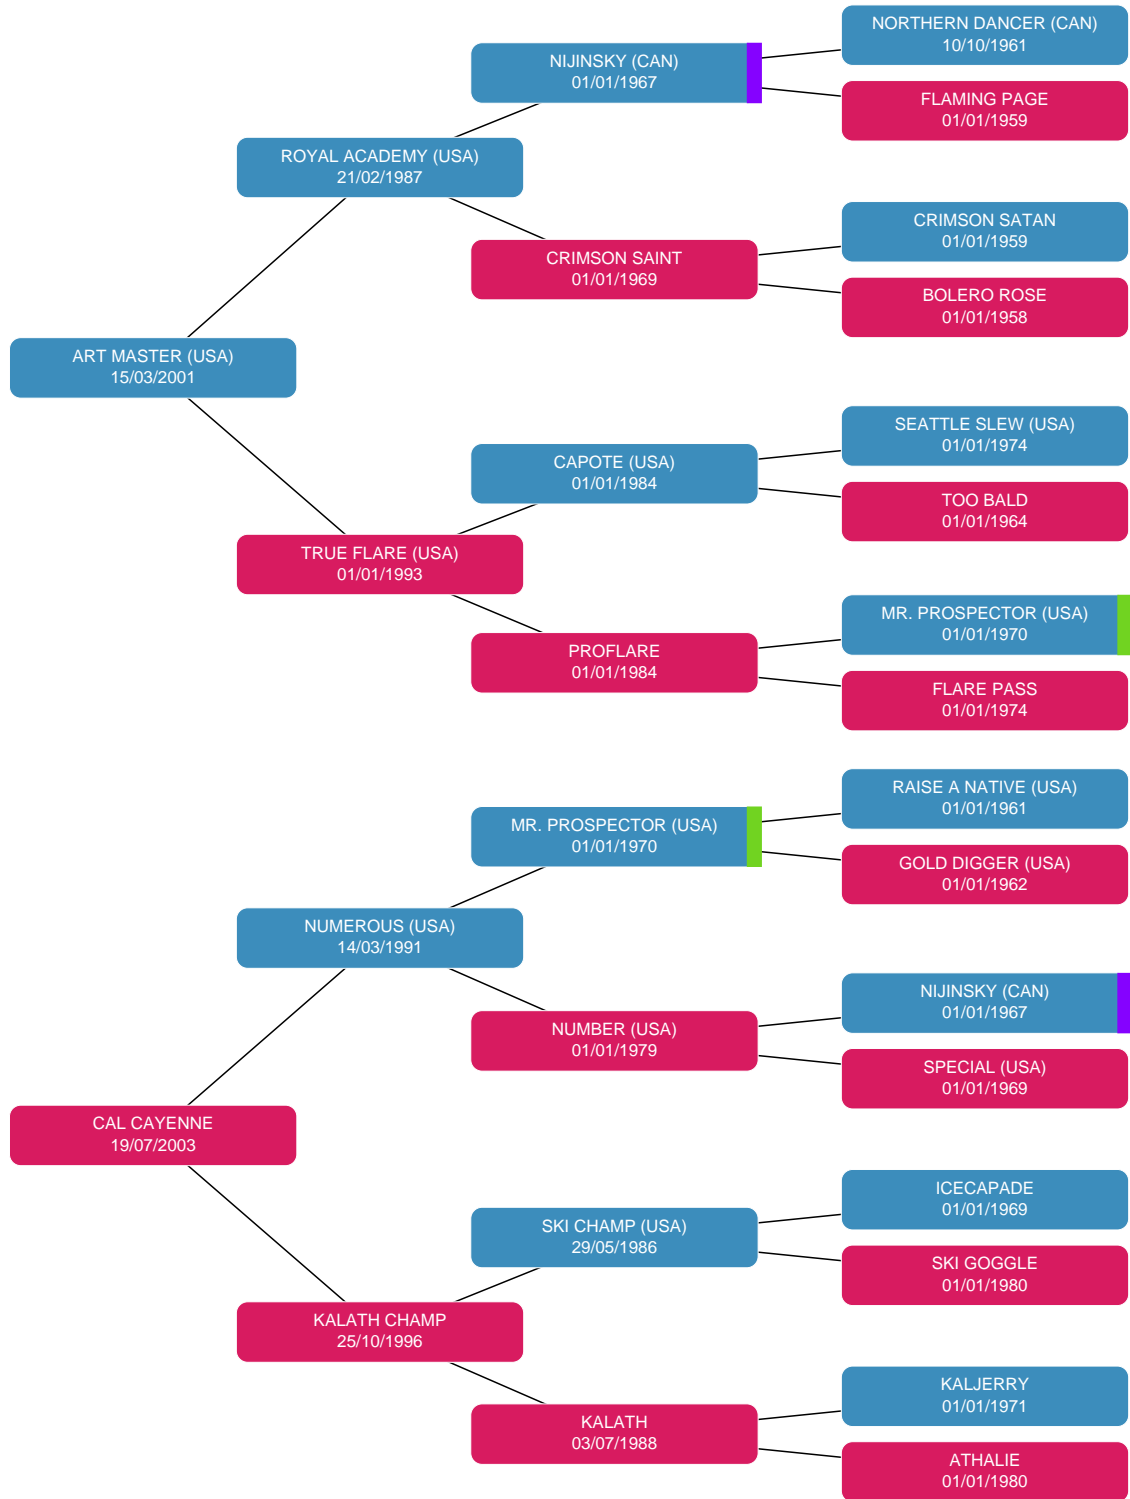 NORTHERN DANCER (CAN)
10/10/1961
NIJINSKY (CAN)
01/01/1967
FLAMING PAGE
01/01/1959
ROYAL ACADEMY (USA)
21/02/1987
CRIMSON SATAN
01/01/1959
CRIMSON SAINT
01/01/1969
BOLERO ROSE
01/01/1958
ART MASTER (USA)
15/03/2001
SEATTLE SLEW (USA)
01/01/1974
CAPOTE (USA)
01/01/1984
TOO BALD
01/01/1964
TRUE FLARE (USA)
01/01/1993
MR. PROSPECTOR (USA)
01/01/1970
PROFLARE
01/01/1984
FLARE PASS
01/01/1974
RAISE A NATIVE (USA)
01/01/1961
MR. PROSPECTOR (USA)
01/01/1970
GOLD DIGGER (USA)
01/01/1962
NUMEROUS (USA)
14/03/1991
NIJINSKY (CAN)
01/01/1967
NUMBER (USA)
01/01/1979
SPECIAL (USA)
01/01/1969
CAL CAYENNE
19/07/2003
ICECAPADE
01/01/1969
SKI CHAMP (USA)
29/05/1986
SKI GOGGLE
01/01/1980
KALATH CHAMP
25/10/1996
KALJERRY
01/01/1971
KALATH
03/07/1988
ATHALIE
01/01/1980